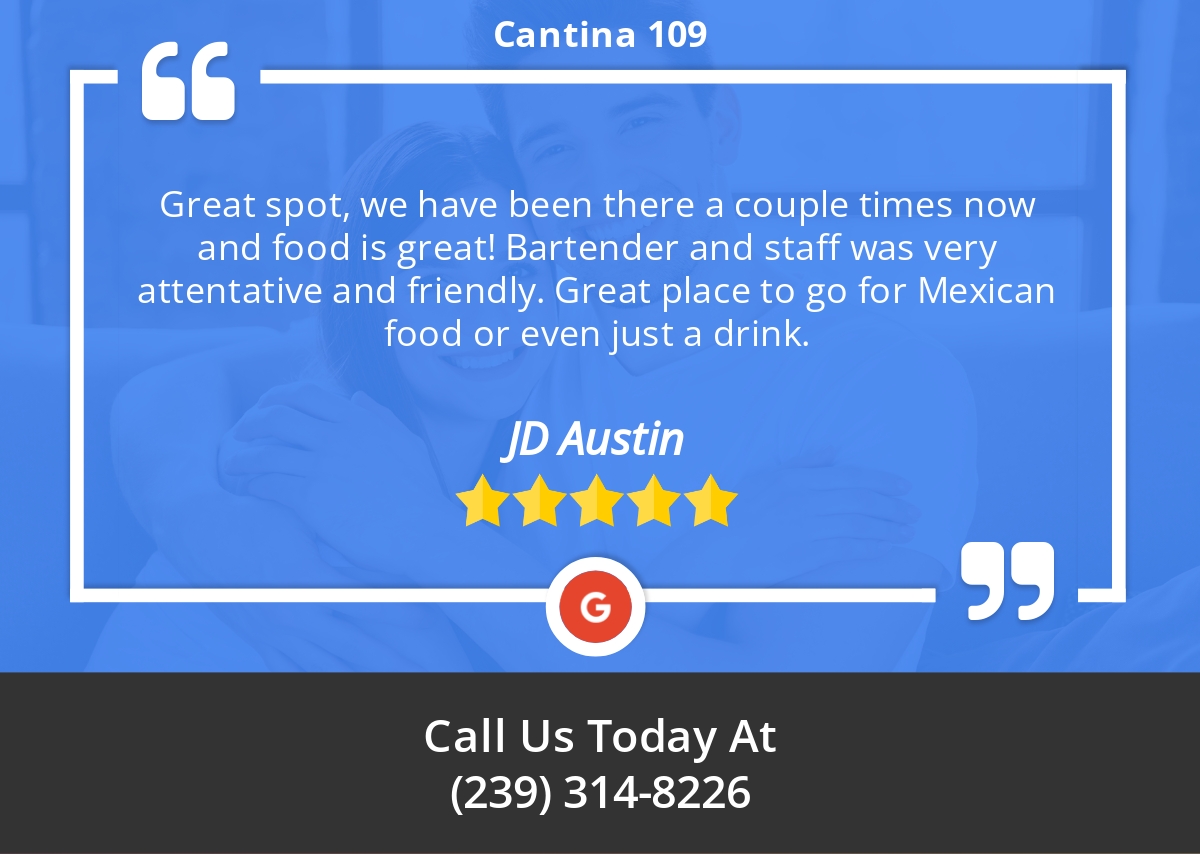 Cantina 109
“
Great spot, we have been there a couple times now
and food is great! Bartender and staff was very
attentative and friendly. Great place to go for Mexican
food or even just a drink.
JD Austin
G
”
Call Us Today At
(239) 314-8226